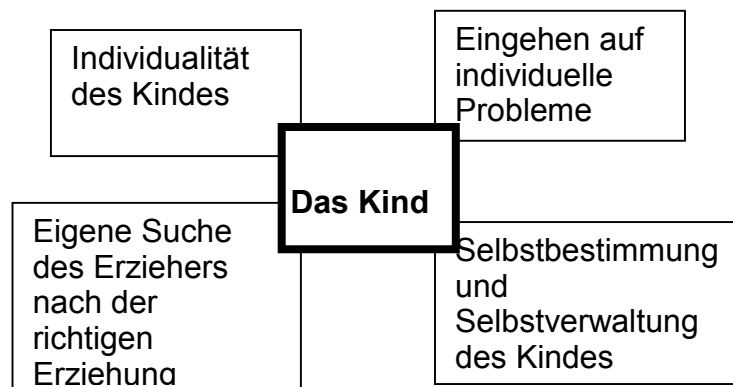 Individualität
des Kindes
Eingehen auf
individuelle
Probleme
Das Kind
Eigene Suche
des Erziehers
nach der
richtigen
Erziehung
Selbstbestimmung
und
Selbstverwaltung
des Kindes